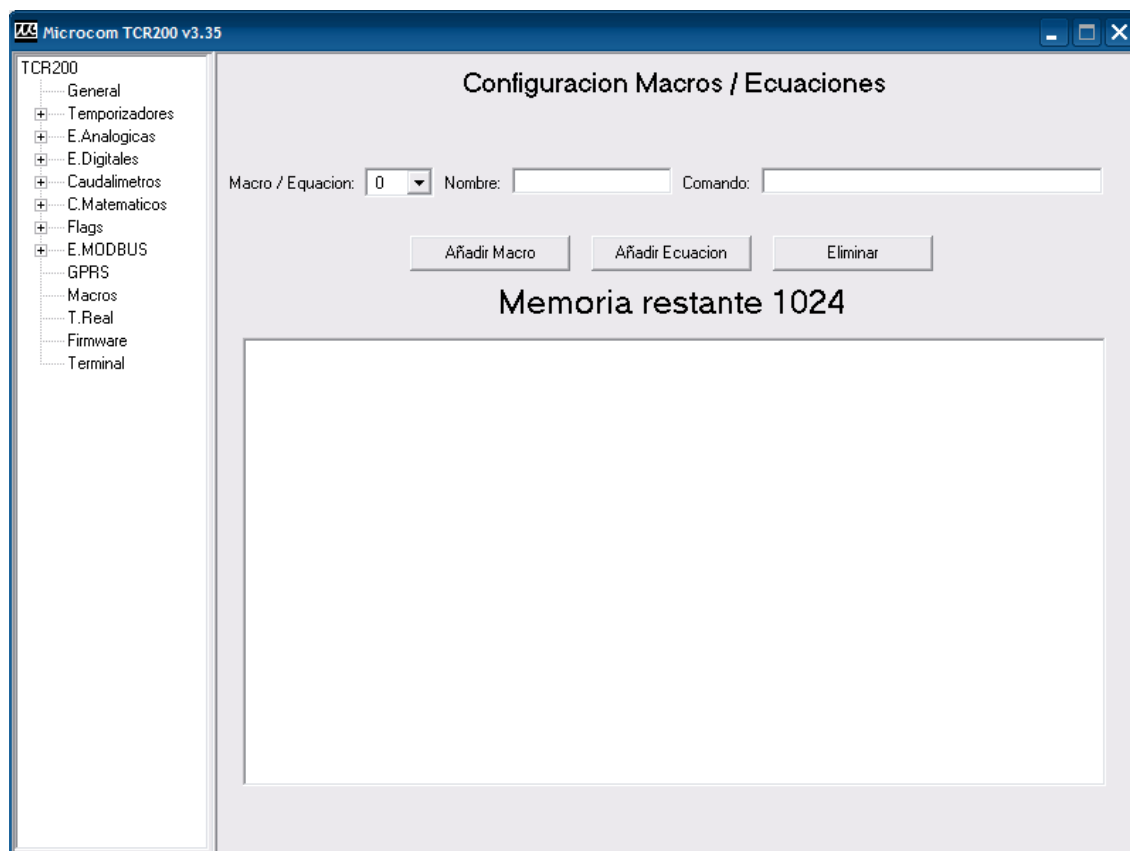 Microcom TCR200 v3.35
TCR200
General
Temporizadores
E.Analogicas
E.Digitales
Caudalimetros
C.Matematicos
Flags
E.MODBUS
GPRS
Macros
T.Real
Firmware
Terminal
Configuracion Macros / Ecuaciones
Macro / Equacion: 0 Nombre: Comando:
Añadir Macro Añadir Ecuacion Eliminar
Memoria restante 1024